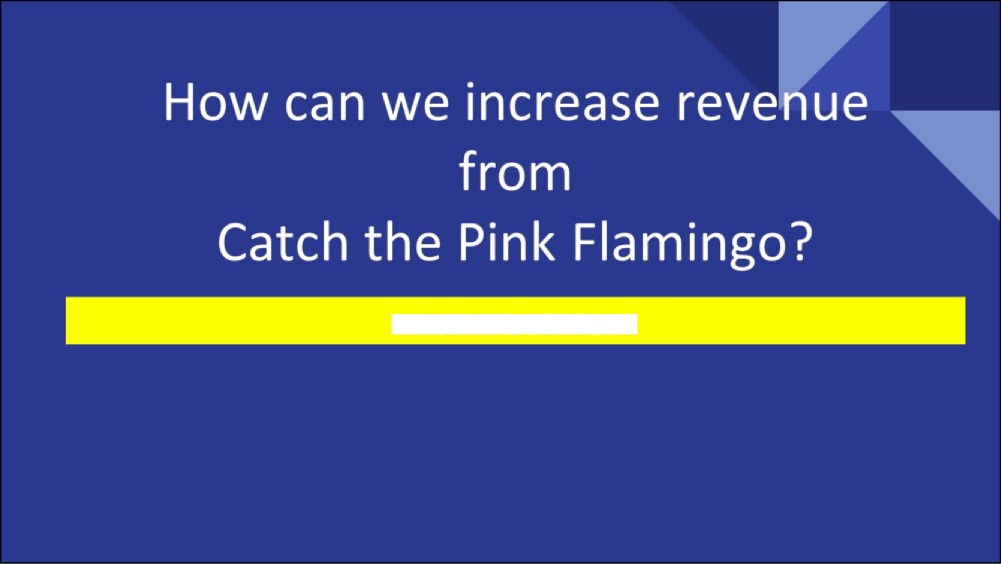 How can we increase revenue
from
Catch the Pink Flamingo?